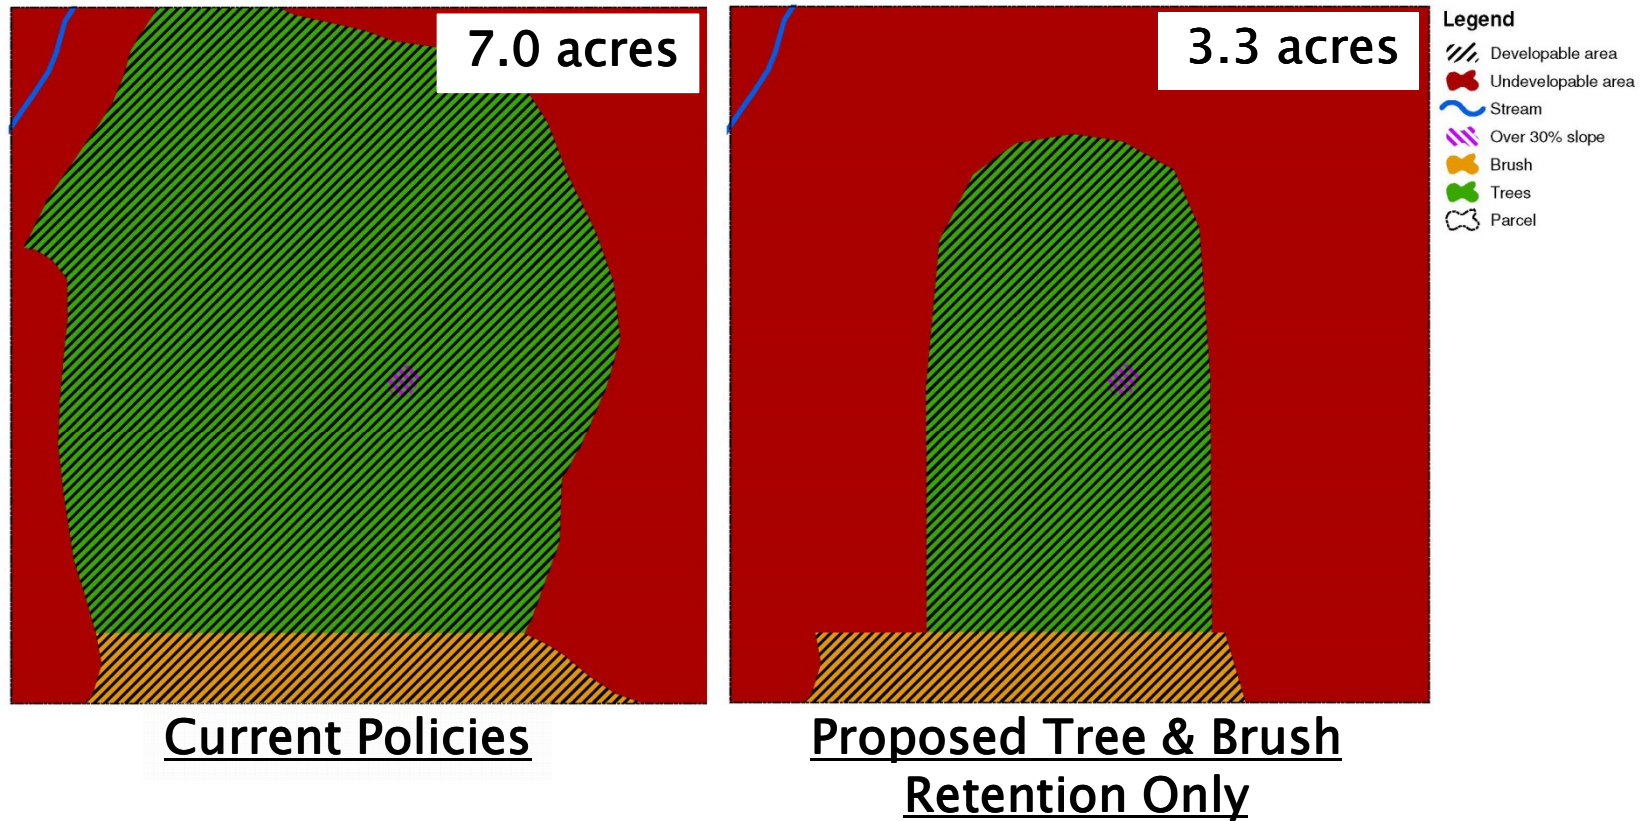 7.0 acres
3.3 acres
Legend
Developable area
Undevelopable area
Stream
Over 30% slope
Brush
Trees
Parcel
Current Policies
Proposed Tree & Brush
Retention Only